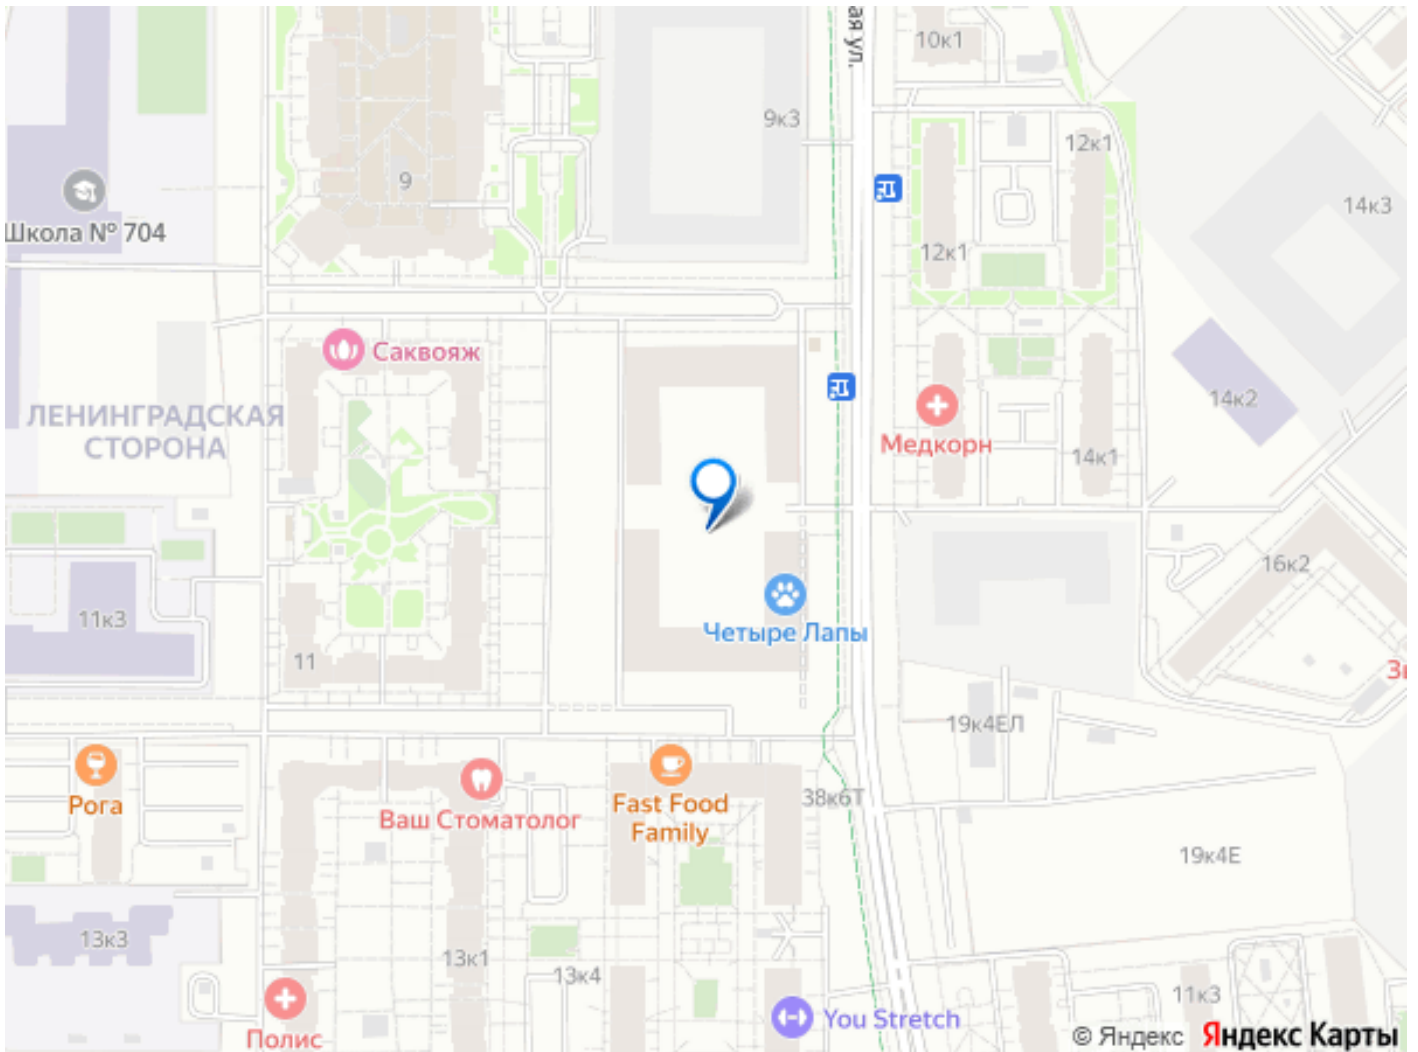 ая ул.
10к1
9к3
12к1
9
14к3
Школа № 704
12к1
Саквояж
14к2
ЛЕНИНГРАДСКАЯ
СТОРОНА
Медкорн
14к1
16к2
11к3
Четыре Лапы
11
Зв
19к4ЕЛ
Рога
Ваш Стоматолог
Fast Food
Family
38к6Т
19к4Е
13к3
13к1
13к4
11к3
You Stretch
Полис
© Яндекс Яндекс Карты